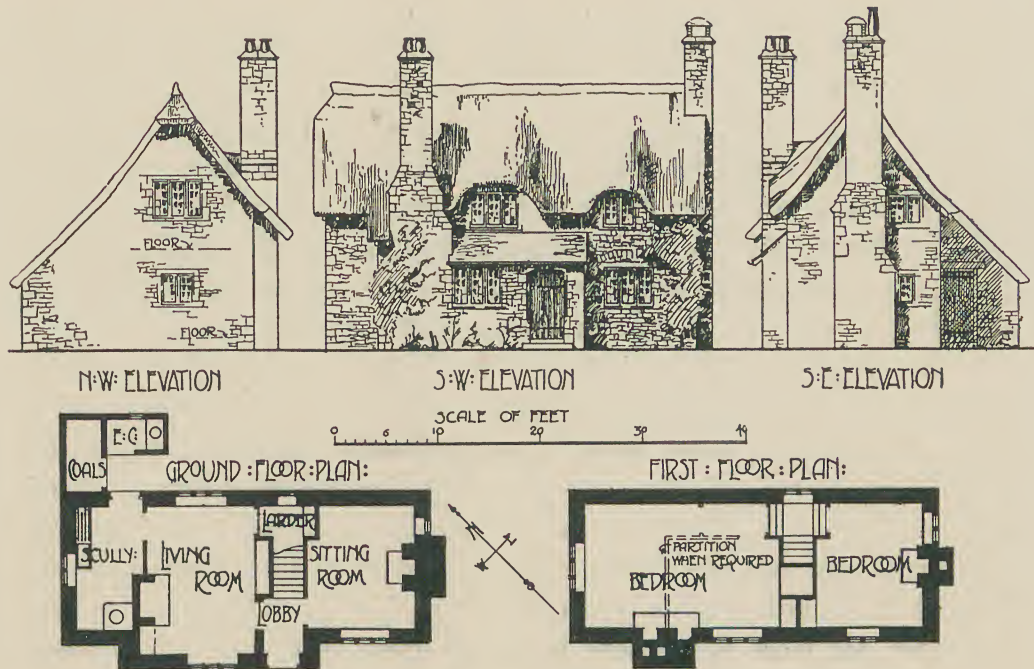 FLOOR
FLOOR
N:W: ELEVATION
S:W: ELEVATION
S:E: ELEVATION
SCALE OF FEET
0 6 10 20 30 40
E:C:
COALS
GROUND:FLOOR:PLAN:
LARDER
SCULLY:
LIVING
ROOM
SITTING
ROOM
LOBBY
N
S
FIRST:FLOOR:PLAN:
PARTITION
WHEN REQUIRED
BEDROOM
BEDROOM